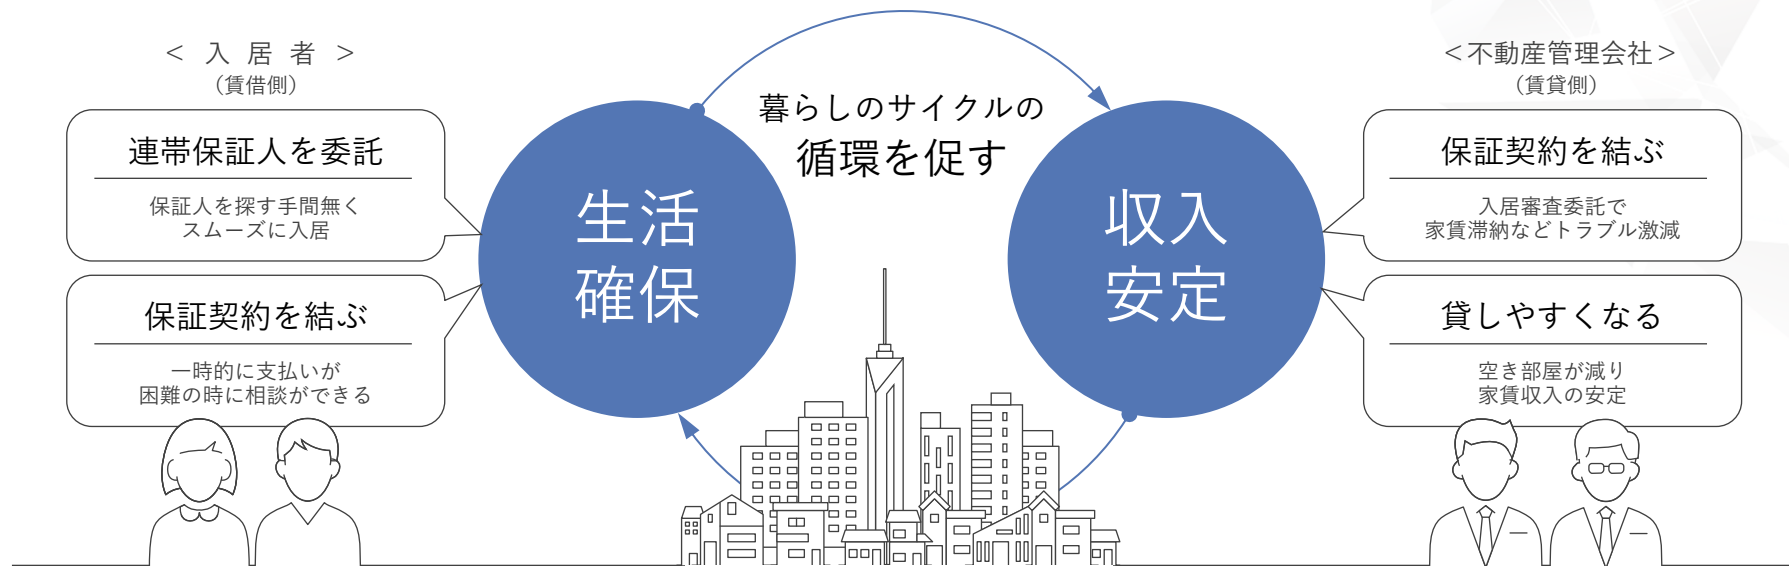 ＜ 入 居 者 ＞
（賃借側）
連帯保証人を委託
保証人を探す手間無く
スムーズに入居
保証契約を結ぶ
一時的に支払いが
困難の時に相談ができる
生活
確保
暮らしのサイクルの
循環を促す
収入
安定
＜不動産管理会社＞
（賃貸側）
保証契約を結ぶ
入居審査委託で
家賃滞納などトラブル激減
貸しやすくなる
空き部屋が減り
家賃収入の安定